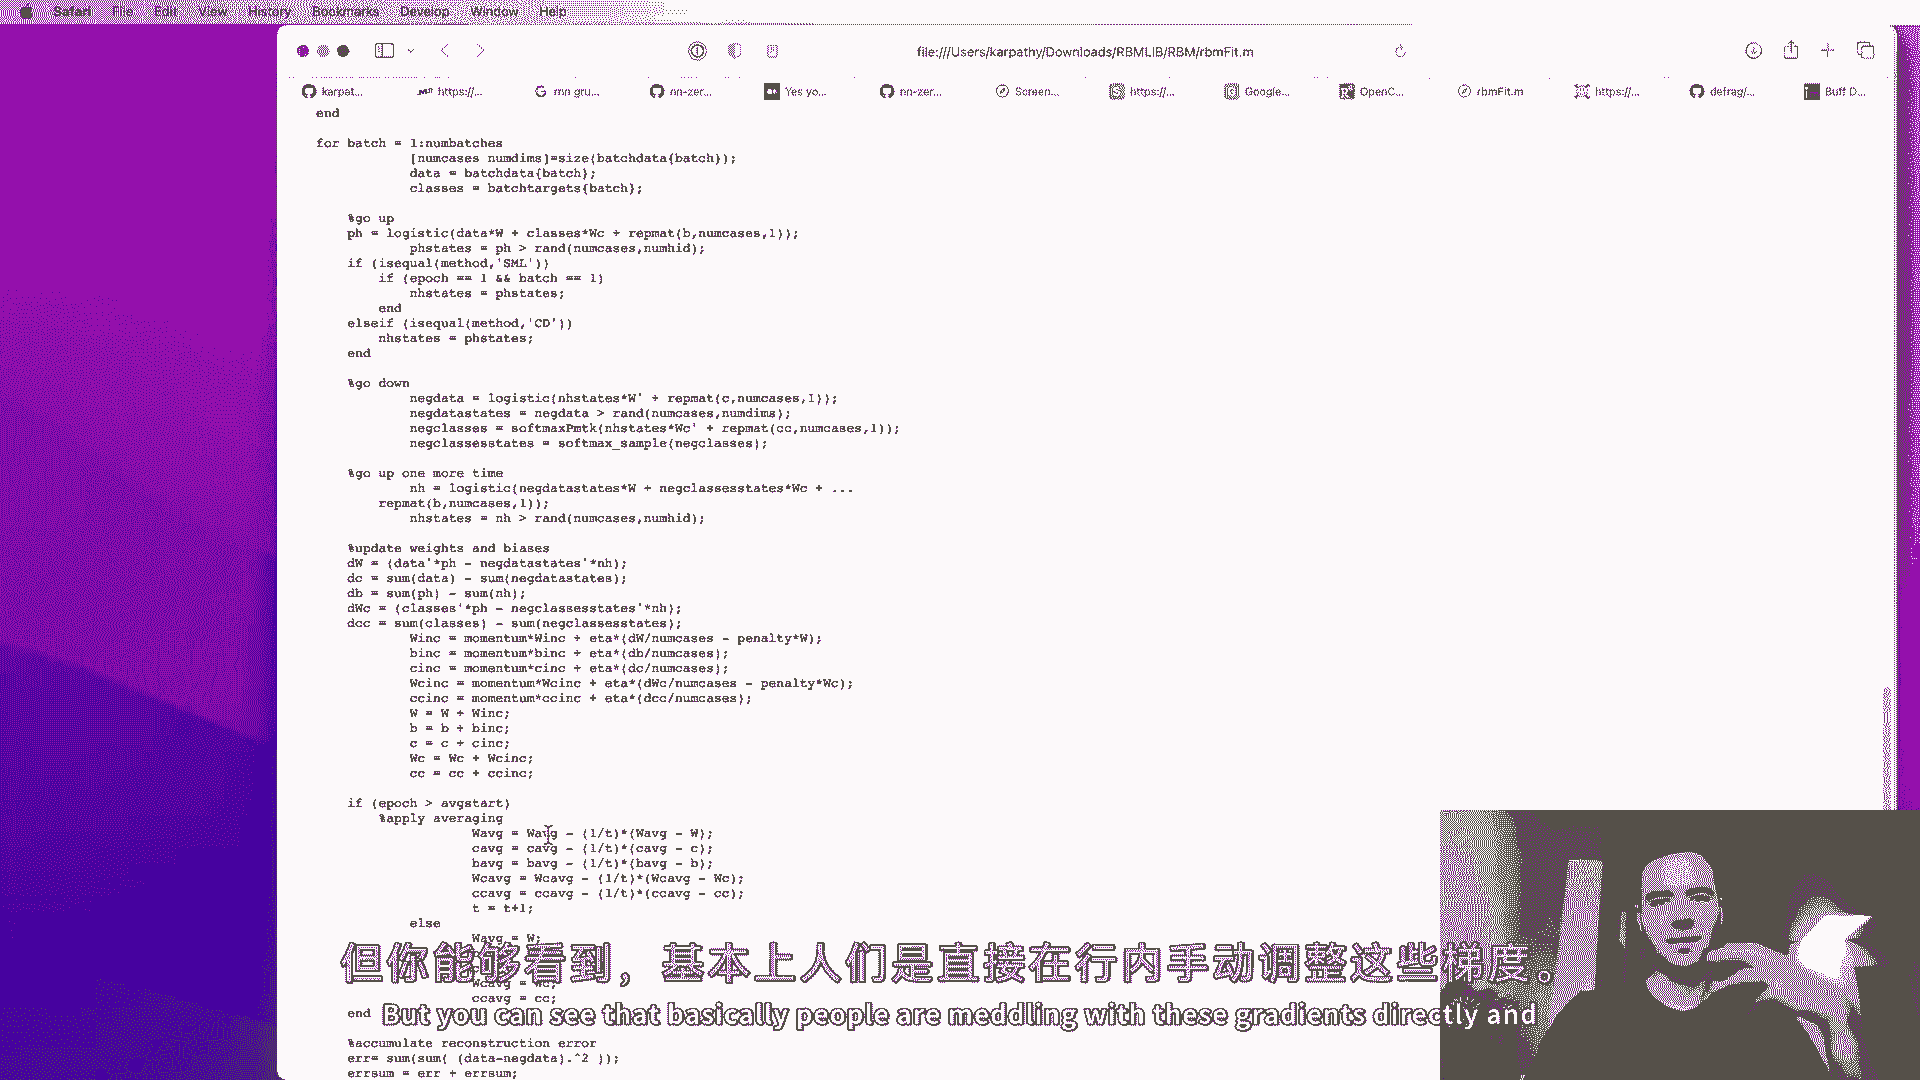 Safari File Edit View History Bookmarks Develop Window Help
file:///Users/karpathy/Downloads/RBMLIB/RBM/rbmFit.m
karpat... https://... rnn gru... nn-zer... Yes yo... nn-zer... Screen... https://... Google... OpenC... rbmFit.m https://... defrag/... Buff D...
end
for batch = 1:numbatches
[numcases numdims]=size(batchdata{batch});
data = batchdata{batch};
classes = batchtargets{batch};
%go up
ph = logistic(data*W + classes*Wc + repmat(b,numcases,1));
phstates = ph > rand(numcases,numhid);
if (isequal(method,'SML'))
if (epoch == 1 && batch == 1)
nhstates = phstates;
end
elseif (isequal(method,'CD'))
nhstates = phstates;
end
%go down
negdata = logistic(nhstates*W' + repmat(c,numcases,1));
negdatastates = negdata > rand(numcases,numdims);
negclasses = softmaxPmtk(nhstates*Wc' + repmat(cc,numcases,1));
negclassesstates = softmax_sample(negclasses);
%go up one more time
nh = logistic(negdatastates*W + negclassesstates*Wc + ...
repmat(b,numcases,1));
nhstates = nh > rand(numcases,numhid);
%update weights and biases
dW = (data'*ph - negdatastates'*nh);
dc = sum(data) - sum(negdatastates);
db = sum(ph) - sum(nh);
dWc = (classes'*ph - negclassesstates'*nh);
dcc = sum(classes) - sum(negclassesstates);
Winc = momentum*Winc + eta*(dW/numcases - penalty*W);
binc = momentum*binc + eta*(db/numcases);
cinc = momentum*cinc + eta*(dc/numcases);
Wcinc = momentum*Wcinc + eta*(dWc/numcases - penalty*Wc);
ccinc = momentum*ccinc + eta*(dcc/numcases);
W = W + Winc;
b = b + binc;
c = c + cinc;
Wc = Wc + Wcinc;
cc = cc + ccinc;
if (epoch > avgstart)
%apply averaging
Wavg = Wavg - (1/t)*(Wavg - W);
cavg = cavg - (1/t)*(cavg - c);
bavg = bavg - (1/t)*(bavg - b);
Wcavg = Wcavg - (1/t)*(Wcavg - Wc);
ccavg = ccavg - (1/t)*(ccavg - cc);
t = t+1;
else
Wavg = W;
但你能够看到，基本上人们是直接在行内手动调整这些梯度。
Wcavg = Wc;
ccavg = cc;
end
But you can see that basically people are meddling with these gradients directly and
%accumulate reconstruction error
err= sum(sum( (data-negdata).^2 ));
errsum = err + errsum;